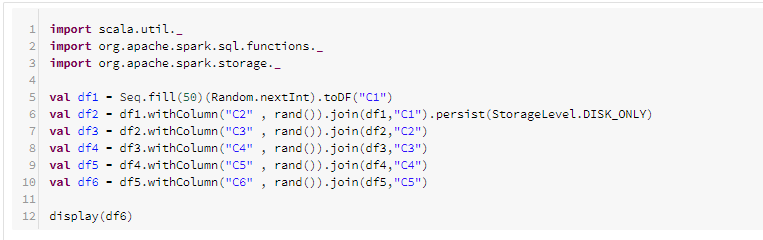 1 import scala.util._
2 import org.apache.spark.sql.functions._
3 import org.apache.spark.storage._
4
5 val df1 = Seq.fill(50)(Random.nextInt).toDF("C1")
6 val df2 = df1.withColumn("C2" , rand()).join(df1,"C1").persist(StorageLevel.DISK_ONLY)
7 val df3 = df2.withColumn("C3" , rand()).join(df2,"C2")
8 val df4 = df3.withColumn("C4" , rand()).join(df3,"C3")
9 val df5 = df4.withColumn("C5" , rand()).join(df4,"C4")
10 val df6 = df5.withColumn("C6" , rand()).join(df5,"C5")
11
12 display(df6)